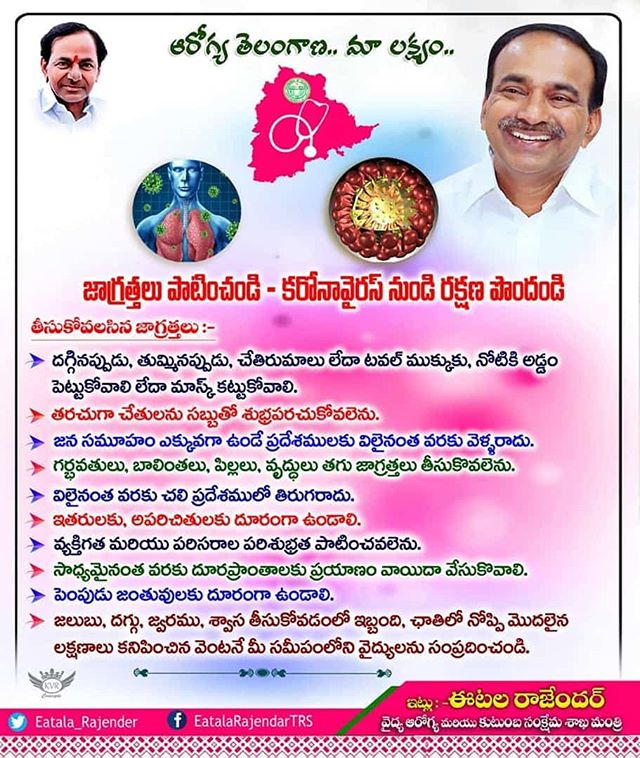 ఆరోగ్య తెలంగాణ.. మా లక్ష్యం..
జాగ్రత్తలు పాటించండి - కరోనావైరస్ నుండి రక్షణ పొందండి
తీసుకోవలసిన జాగ్రత్తలు :-
దగ్గినప్పుడు, తుమ్మినప్పుడు, చేతిరుమాలు లేదా టవల్ ముక్కుకు, నోటికి అడ్డం
పెట్టుకోవాలి లేదా మాస్క్ కట్టుకోవాలి.
తరచుగా చేతులను సబ్బుతో శుభ్రపరచుకోవలెను.
జన సమూహం ఎక్కువగా ఉండే ప్రదేశములకు విలైనంత వరకు వెళ్ళరాదు.
గర్భవతులు, బాలింతలు, పిల్లలు, వృద్ధులు తగు జాగ్రత్తలు తీసుకొవలెను.
విలైనంత వరకు చలి ప్రదేశములో తిరుగరాదు.
ఇతరులకు, అపరిచితులకు దూరంగా ఉండాలి.
వ్యక్తిగత మరియు పరిసరాల పరిశుభ్రత పాటించవలెను.
సాధ్యమైనంత వరకు దూరప్రాంతాలకు ప్రయాణం వాయిదా వేసుకొవాలి.
పెంపుడు జంతువులకు దూరంగా ఉండాలి.
జలుబు, దగ్గు, జ్వరము, శ్వాస తీసుకోవడంలో ఇబ్బంది, ఛాతిలో నోప్పి మొదలైన
లక్షణాలు కనిపించిన వెంటనే మీ సమీపంలోని వైద్యులను సంప్రదించండి.
KVR
Concepts
ఇట్లు :- ఈటల రాజేందర్
వైద్య ఆరోగ్య మరియు కుటుంబ సంక్షేమ శాఖ మంత్రి
Eatala_Rajender
EatalaRajendarTRS